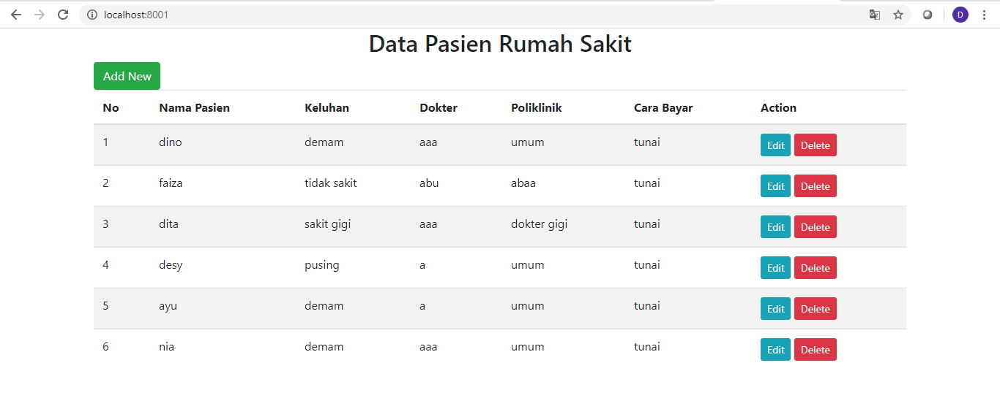 localhost:8001
D
Data Pasien Rumah Sakit
Add New
No Nama Pasien Keluhan Dokter Poliklinik Cara Bayar Action
1 dino demam aaa umum tunai Edit Delete
2 faiza tidak sakit abu abaa tunai Edit Delete
3 dita sakit gigi aaa dokter gigi tunai Edit Delete
4 desy pusing a umum tunai Edit Delete
5 ayu demam a umum tunai Edit Delete
6 nia demam aaa umum tunai Edit Delete